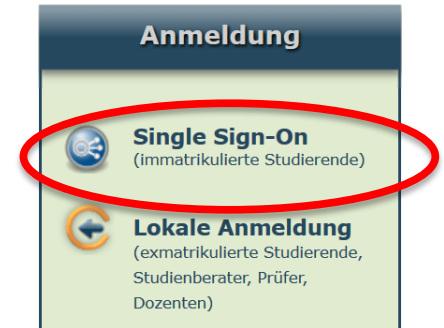 Anmeldung
Single Sign-On
(immatrikulierte Studierende)
Lokale Anmeldung
(exmatrikulierte Studierende,
Studienberater, Prüfer,
Dozenten)